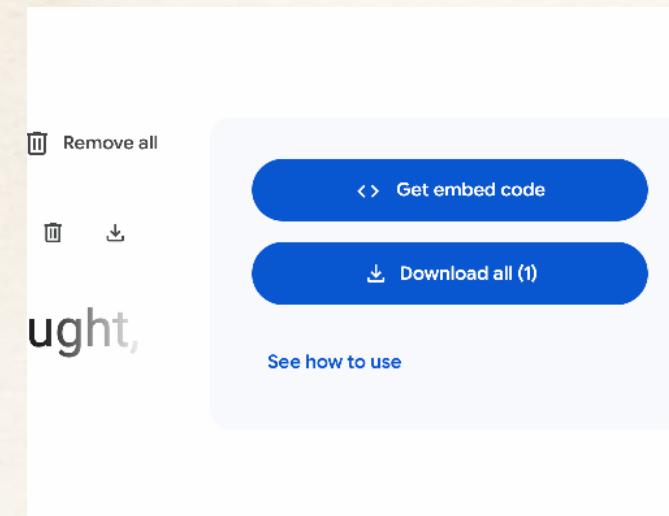 Remove all
Get embed code
Download all (1)
ught,
See how to use